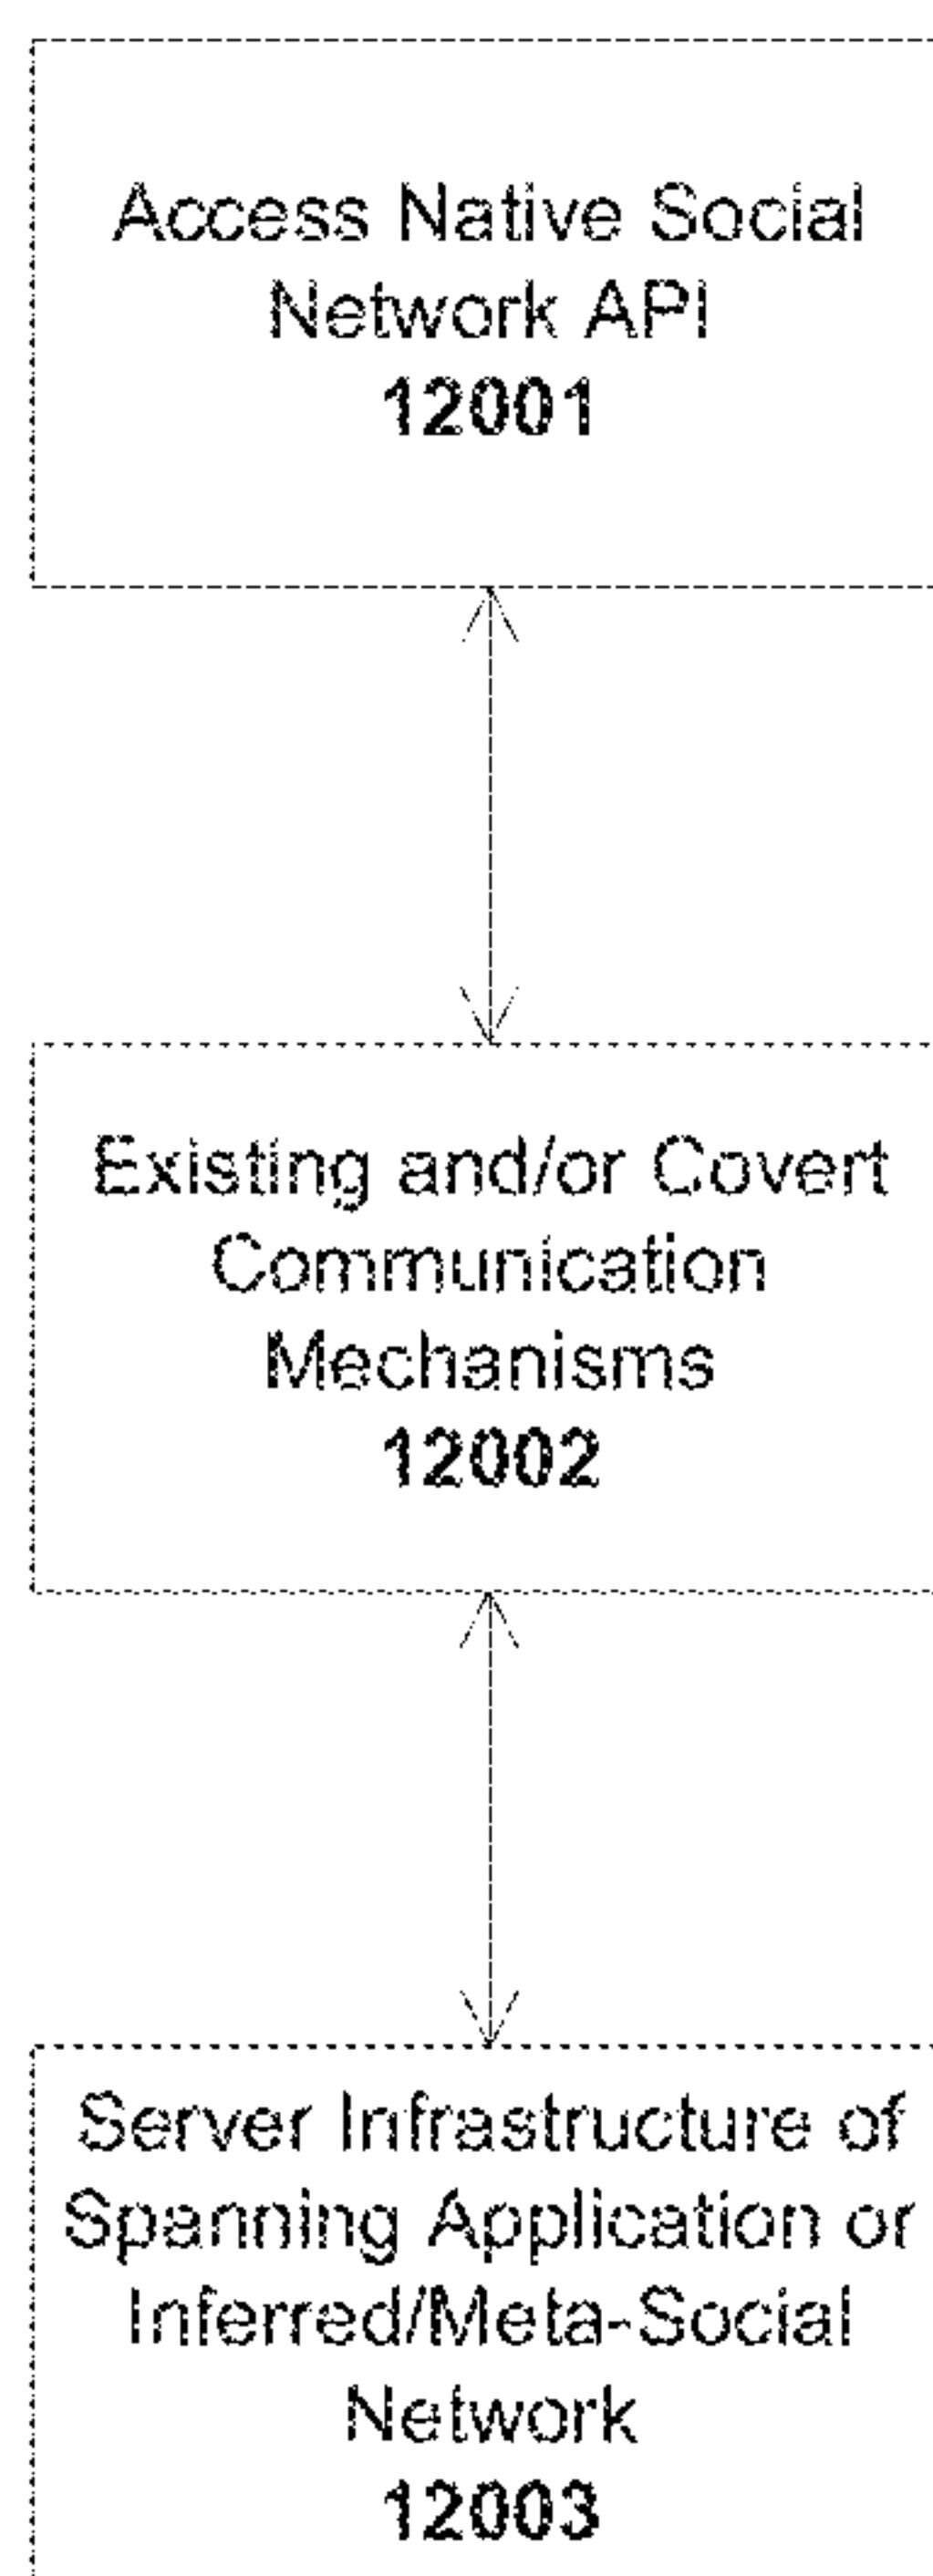 Access Native Social
Network API
12001
Existing and/or Covert
Communication
Mechanisms
12002
Server Infrastructure of
Spanning Application or
Inferred/Meta-Social
Network
12003